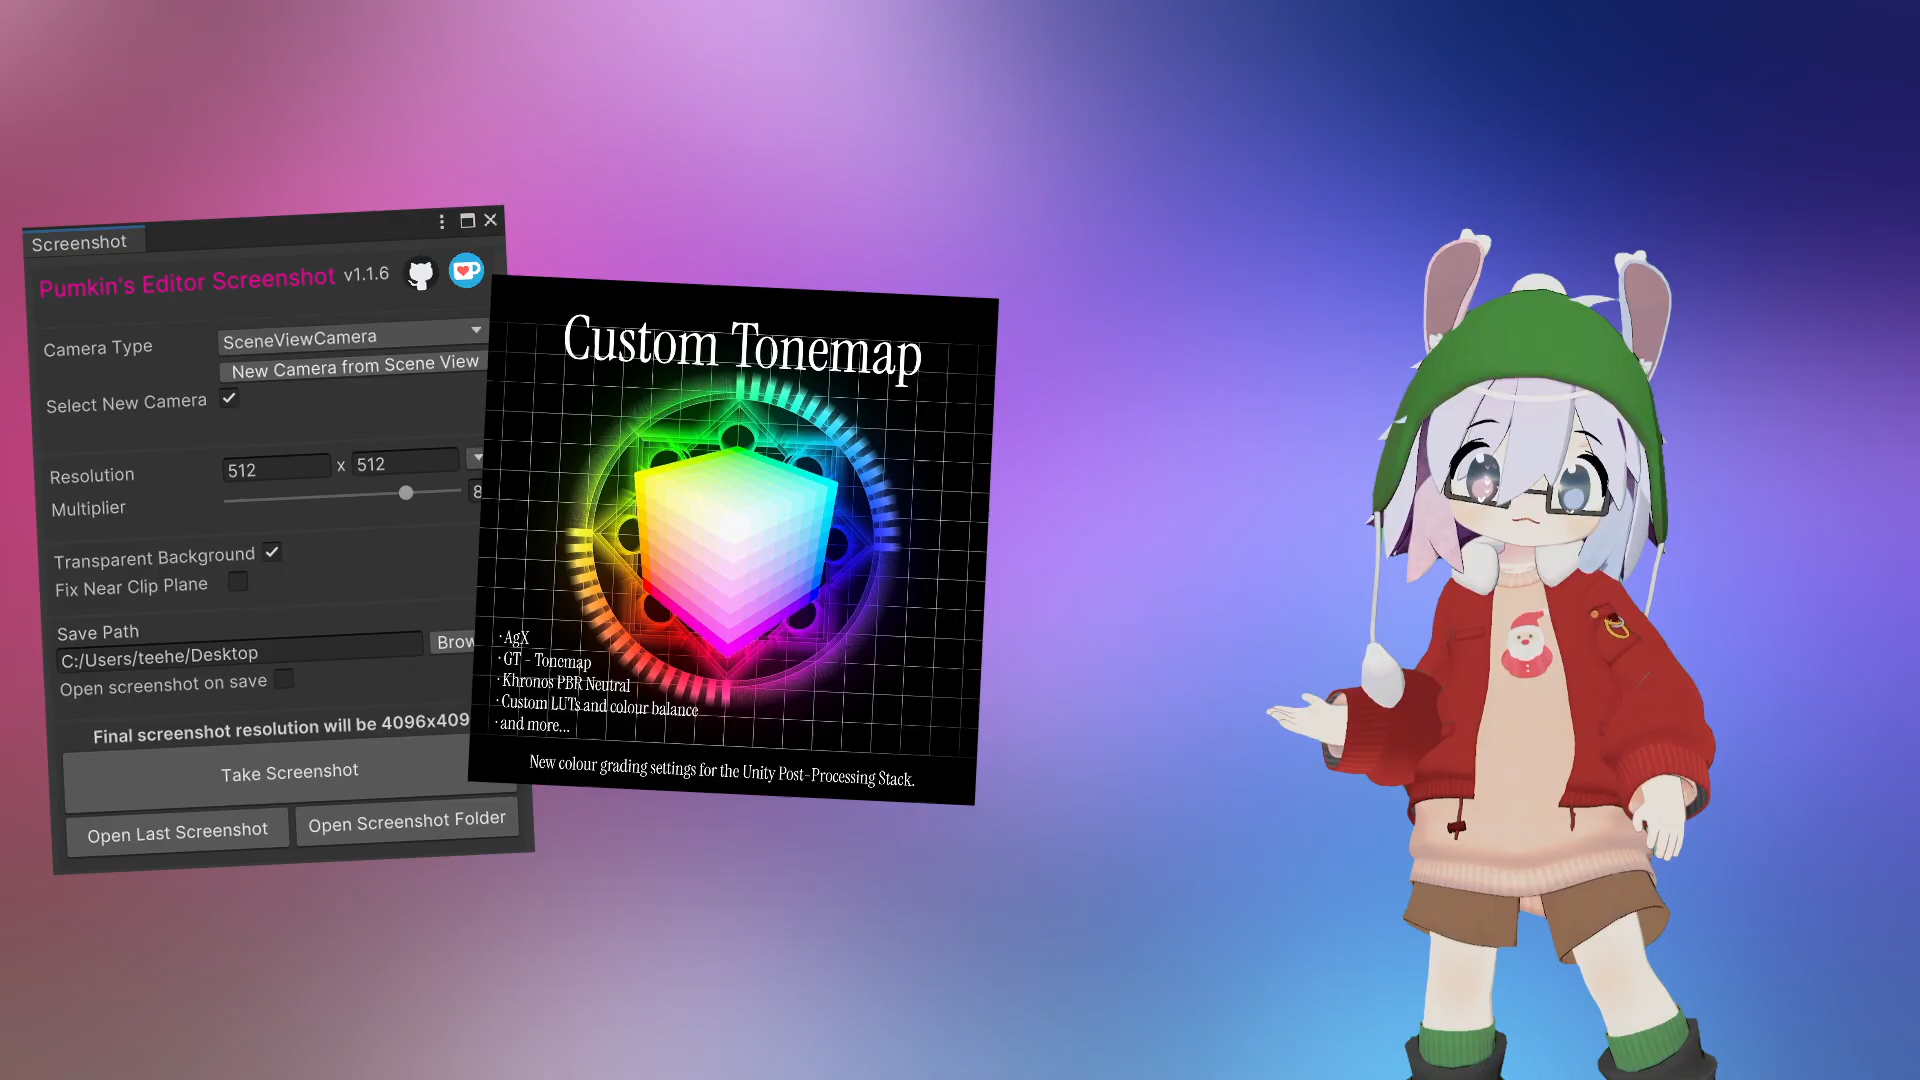 Screenshot
Pumkin's Editor Screenshot v1.1.6
Camera Type
SceneViewCamera
New Camera from Scene View
Select New Camera
Resolution
512 x 512
Multiplier
8
Transparent Background
Fix Near Clip Plane
Save Path
C:/Users/teehe/Desktop
Brow
Open screenshot on save
Final screenshot resolution will be 4096x409
Take Screenshot
Open Last Screenshot
Open Screenshot Folder
Custom Tonemap
· AgX
· GT - Tonemap
· Khronos PBR Neutral
· Custom LUTs and colour balance
· and more...
New colour grading settings for the Unity Post-Processing Stack.